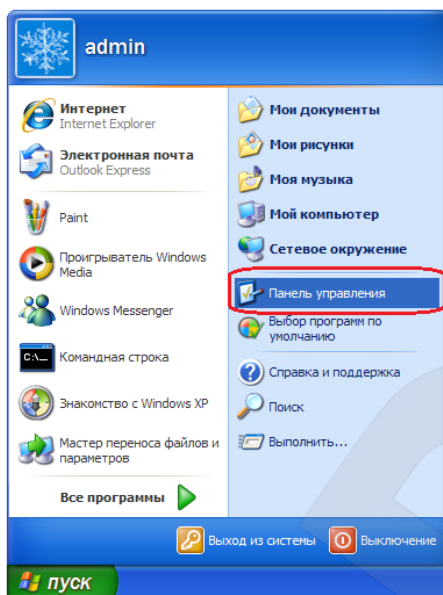 admin
Интернет
Internet Explorer
Электронная почта
Outlook Express
Paint
Проигрыватель Windows
Media
Windows Messenger
C:\_
Командная строка
Знакомство с Windows XP
Мастер переноса файлов и
параметров
Все программы
Мои документы
Мои рисунки
Моя музыка
Мой компьютер
Сетевое окружение
Панель управления
Выбор программ по
умолчанию
Справка и поддержка
Поиск
Выполнить...
Выход из системы
Выключение
пуск